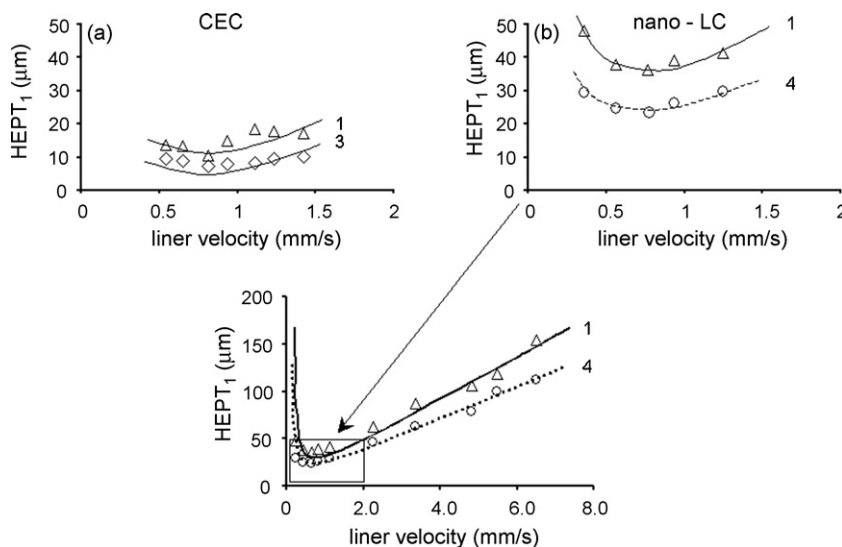 (a) CEC
HEPT₁ (μm)
50
40
30
20
10
0
1
3
0 0.5 1 1.5 2
liner velocity (mm/s)
(b) nano - LC
HEPT₁ (μm)
50
40
30
20
10
0
1
4
0 0.5 1 1.5 2
liner velocity (mm/s)
HEPT₁ (μm)
200
150
100
50
0
1
4
0 2.0 4.0 6.0 8.0
liner velocity (mm/s)